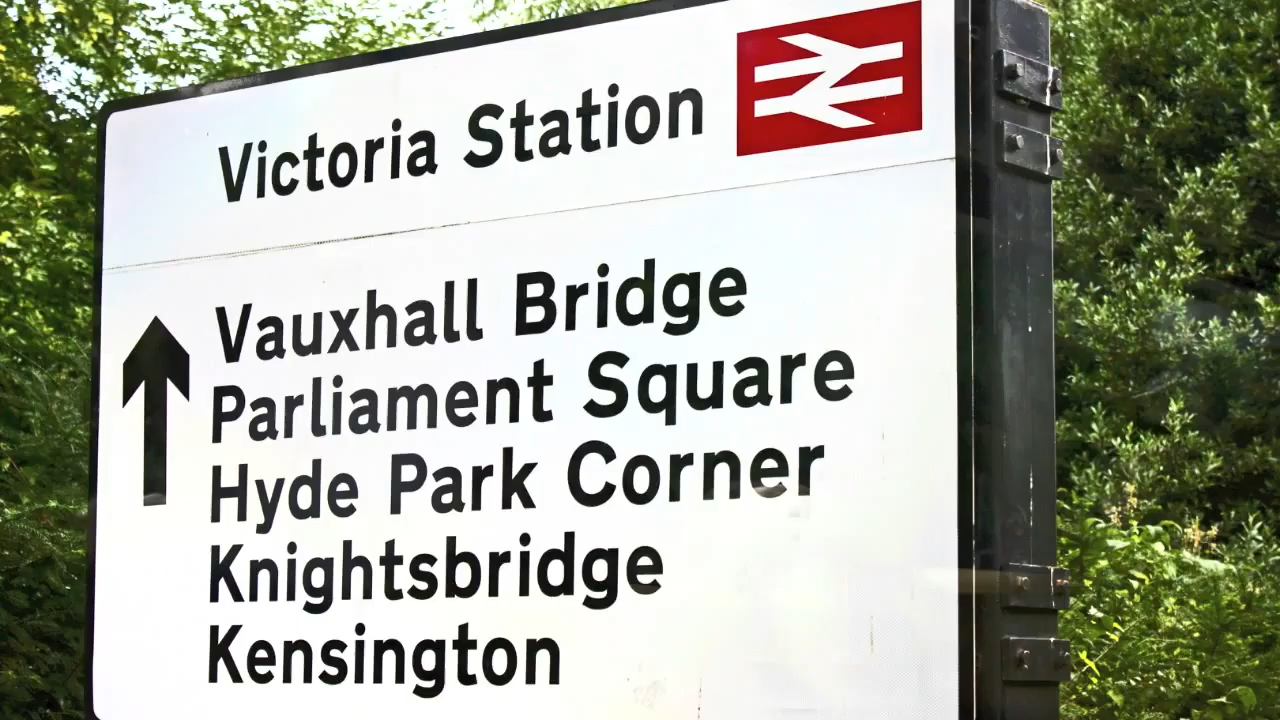 Victoria Station
Vauxhall Bridge
Parliament Square
Hyde Park Corner
Knightsbridge
Kensington